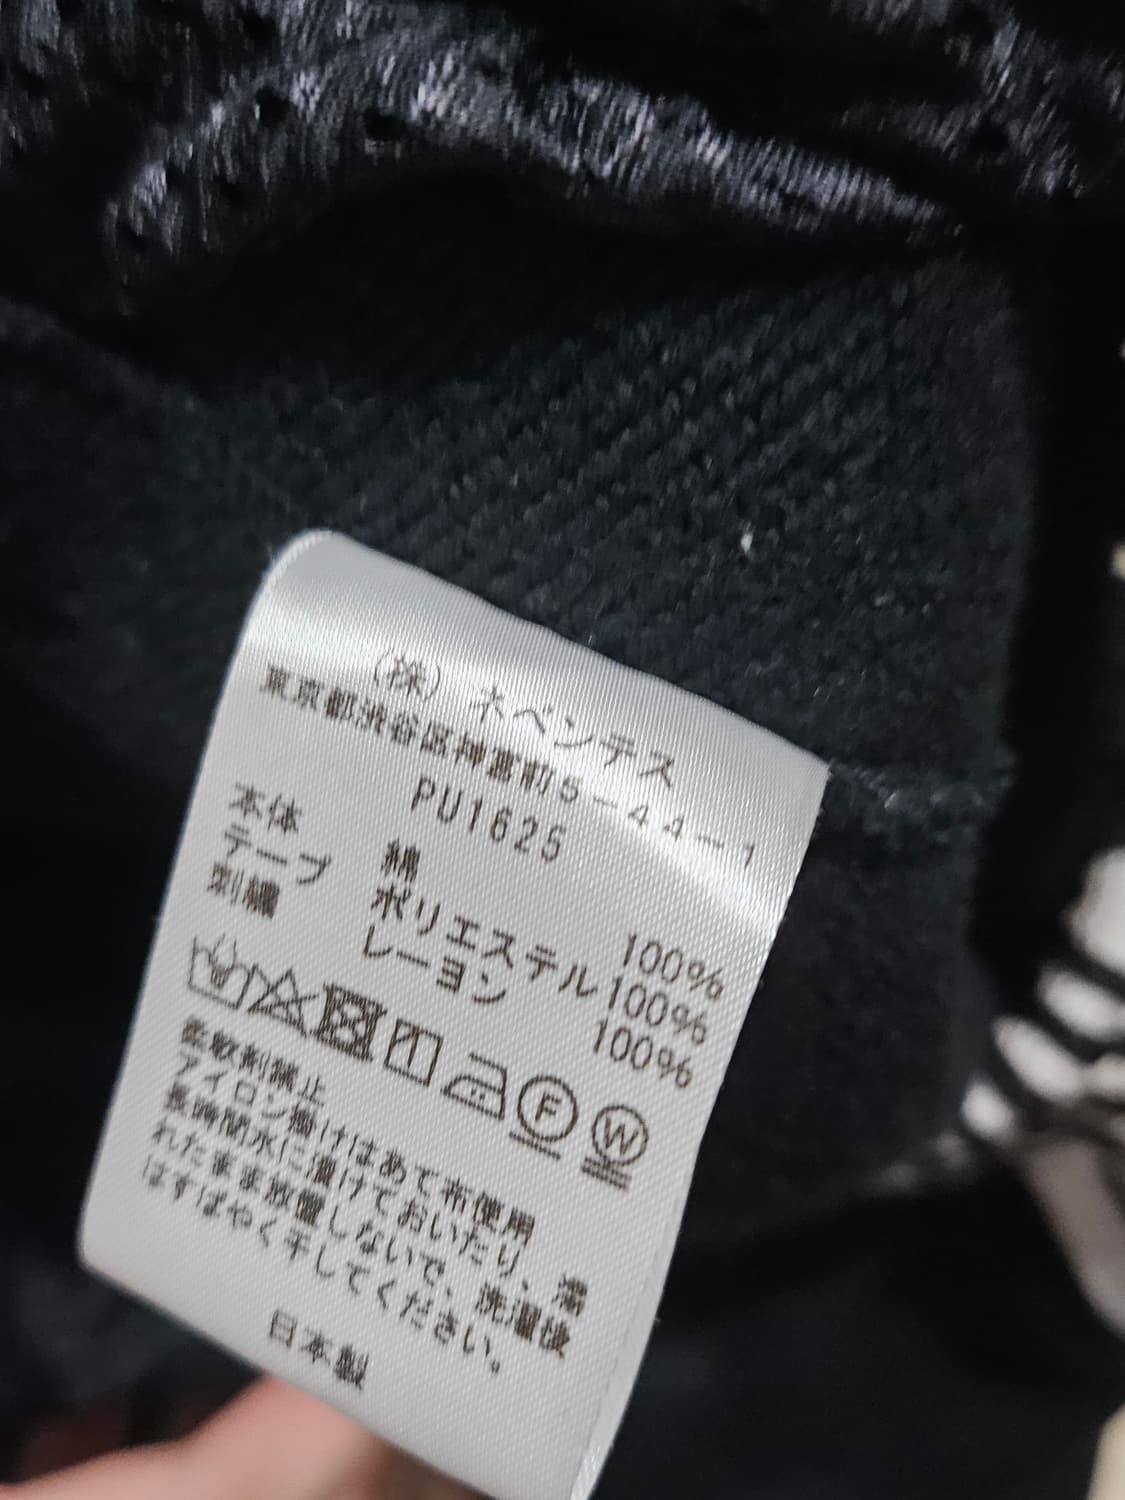 (株)ネペンテス
東京都渋谷区神宮前5-44-1
PU1625
本体 綿 100%
テープ ポリエステル 100%
刺繍 レーヨン 100%
F W
柔軟剤禁止
アイロン掛けはあて布使用
長時間水に漬けておいたり、濡
れたまま放置しないで、洗濯後
はすばやく干してください。
日本製